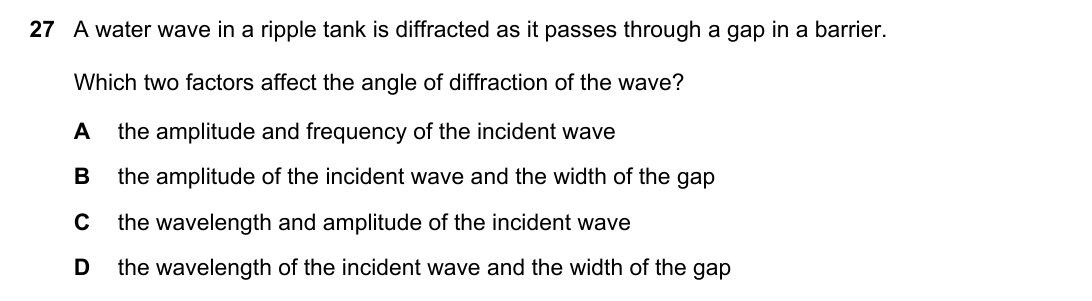 27 A water wave in a ripple tank is diffracted as it passes through a gap in a barrier.
Which two factors affect the angle of diffraction of the wave?
A the amplitude and frequency of the incident wave
B the amplitude of the incident wave and the width of the gap
C the wavelength and amplitude of the incident wave
D the wavelength of the incident wave and the width of the gap